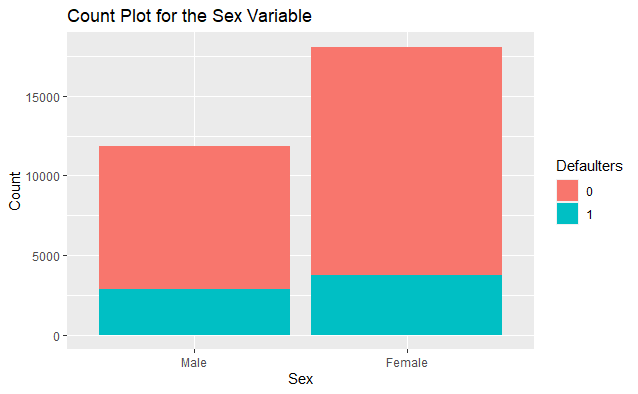 Count Plot for the Sex Variable
Count
15000
10000
5000
0
Male
Female
Sex
Defaulters
0
1